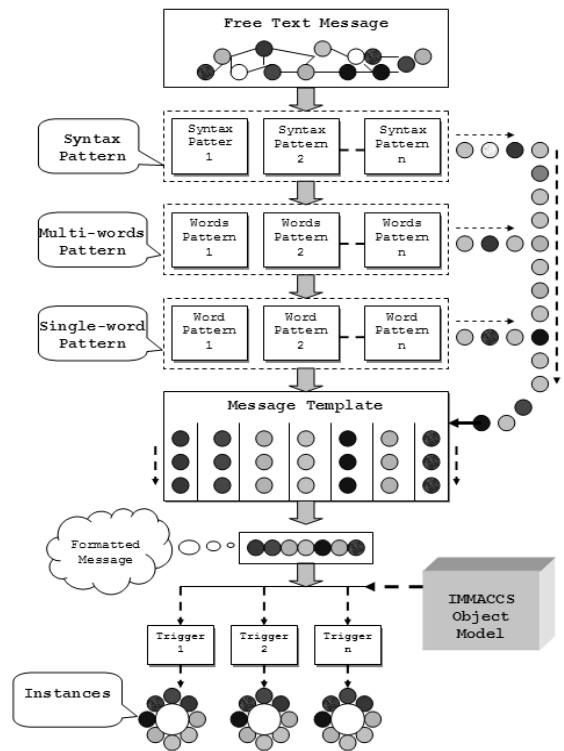 Free Text Message
Syntax
Pattern
Syntax
Patter
1
Syntax
Pattern
2
Syntax
Pattern
n
Multi-words
Pattern
Words
Pattern
1
Words
Pattern
2
Words
Pattern
n
Single-word
Pattern
Word
Pattern
1
Word
Pattern
2
Word
Pattern
n
Message Template
Formatted
Message
IMMACCS
Object
Model
Trigger
1
Trigger
2
Trigger
n
Instances